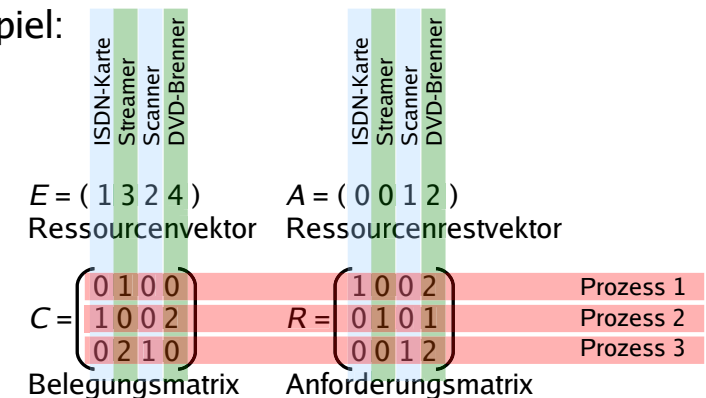 piel:
ISDN-Karte Streamer Scanner DVD-Brenner ISDN-Karte Streamer Scanner DVD-Brenner
E = ( 1 3 2 4 ) A = ( 0 0 1 2 )
Ressourcenvektor Ressourcenrestvektor
0 1 0 0 1 0 0 2 Prozess 1
C = 1 0 0 2 R = 0 1 0 1 Prozess 2
0 2 1 0 0 0 1 2 Prozess 3
Belegungsmatrix Anforderungsmatrix